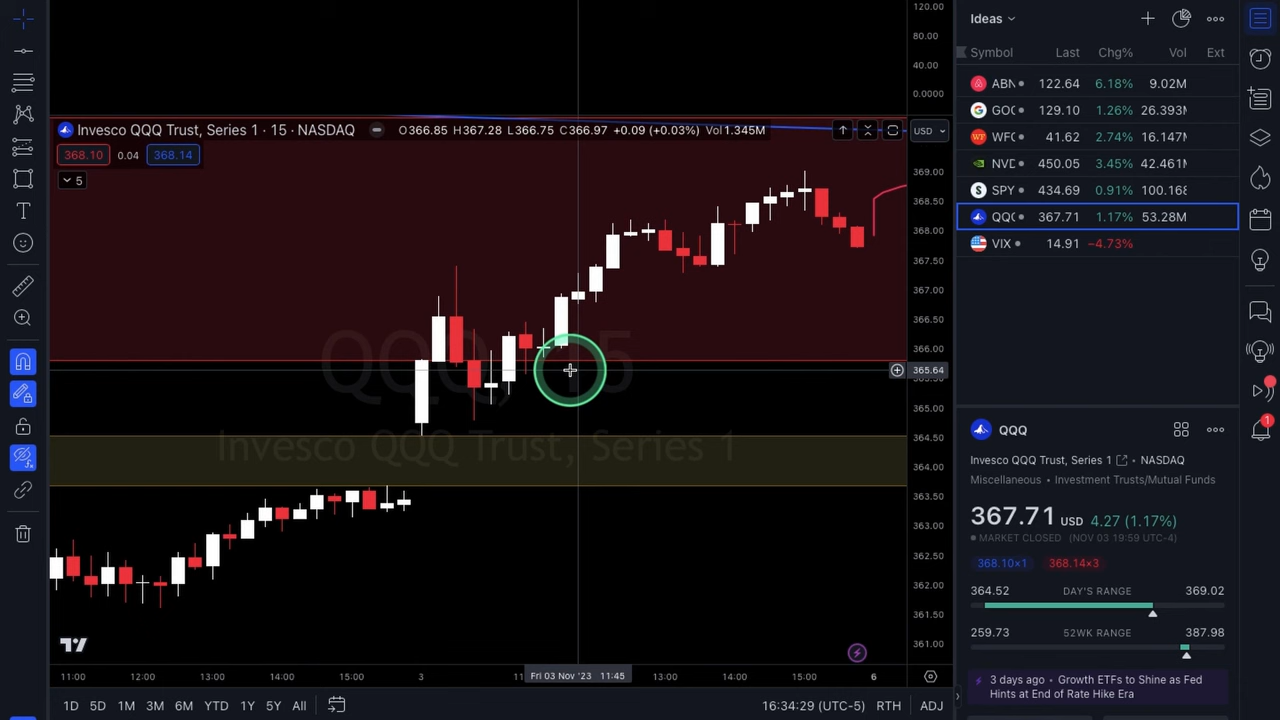 120.00
80.00
40.00
0.0000
Invesco QQQ Trust, Series 1 · 15 · NASDAQ O366.85 H367.28 L366.75 C366.97 +0.09 (+0.03%) Vol1.345M
USD
368.10 0.04 368.14
5
369.00
368.50
368.00
367.50
367.00
366.50
366.00
365.64
365.00
364.50
364.00
363.50
363.00
362.50
362.00
361.50
361.00
Invesco QQQ Trust, Series 1
11:00 12:00 13:00 14:00 15:00 3 Fri 03 Nov '23 11:45 13:00 14:00 15:00 6
1D 5D 1M 3M 6M YTD 1Y 5Y All 16:34:29 (UTC-5) RTH ADJ
Ideas
Symbol Last Chg% Vol Ext
ABN 122.64 6.18% 9.02M
GOO 129.10 1.26% 26.393M
WFC 41.62 2.74% 16.147M
NVD 450.05 3.45% 42.461M
SPY 434.69 0.91% 100.168
QQQ 367.71 1.17% 53.28M
VIX 14.91 −4.73%
QQQ
Invesco QQQ Trust, Series 1 • NASDAQ
Miscellaneous • Investment Trusts/Mutual Funds
367.71 USD 4.27 (1.17%)
MARKET CLOSED (NOV 03 19:59 UTC-4)
368.10×1 368.14×3
364.52 DAY'S RANGE 369.02
259.73 52WK RANGE 387.98
3 days ago • Growth ETFs to Shine as Fed
Hints at End of Rate Hike Era
1